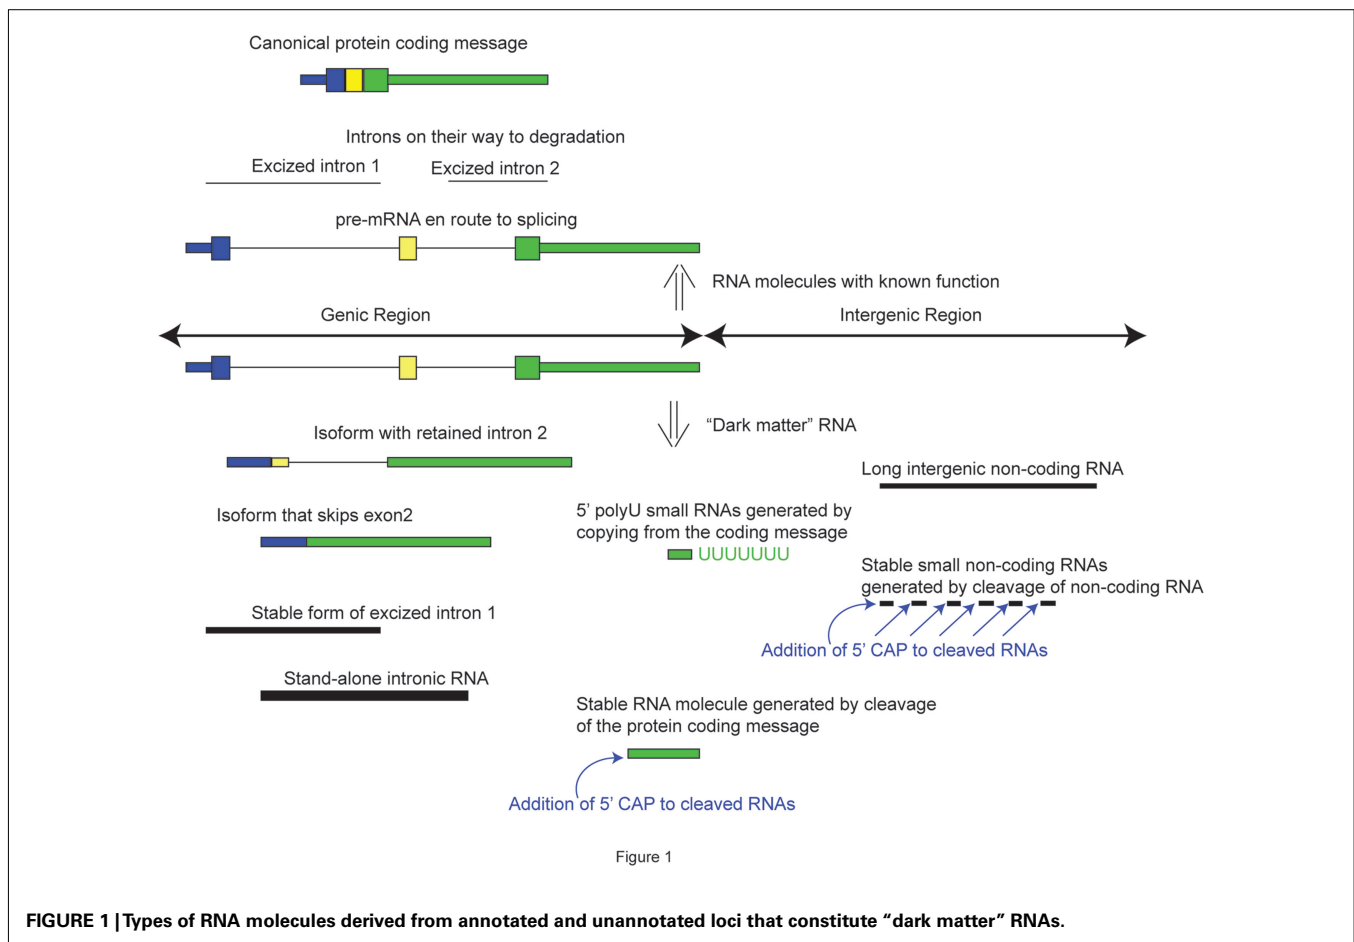 Canonical protein coding message
Introns on their way to degradation
Excized intron 1
Excized intron 2
pre-mRNA en route to splicing
RNA molecules with known function
Genic Region
Intergenic Region
“Dark matter” RNA
Isoform with retained intron 2
Long intergenic non-coding RNA
Isoform that skips exon2
5’ polyU small RNAs generated by
copying from the coding message
UUUUUUU
Stable small non-coding RNAs
generated by cleavage of non-coding RNA
Addition of 5’ CAP to cleaved RNAs
Stable form of excized intron 1
Stand-alone intronic RNA
Stable RNA molecule generated by cleavage
of the protein coding message
Addition of 5’ CAP to cleaved RNAs
Figure 1
FIGURE 1 | Types of RNA molecules derived from annotated and unannotated loci that constitute “dark matter” RNAs.